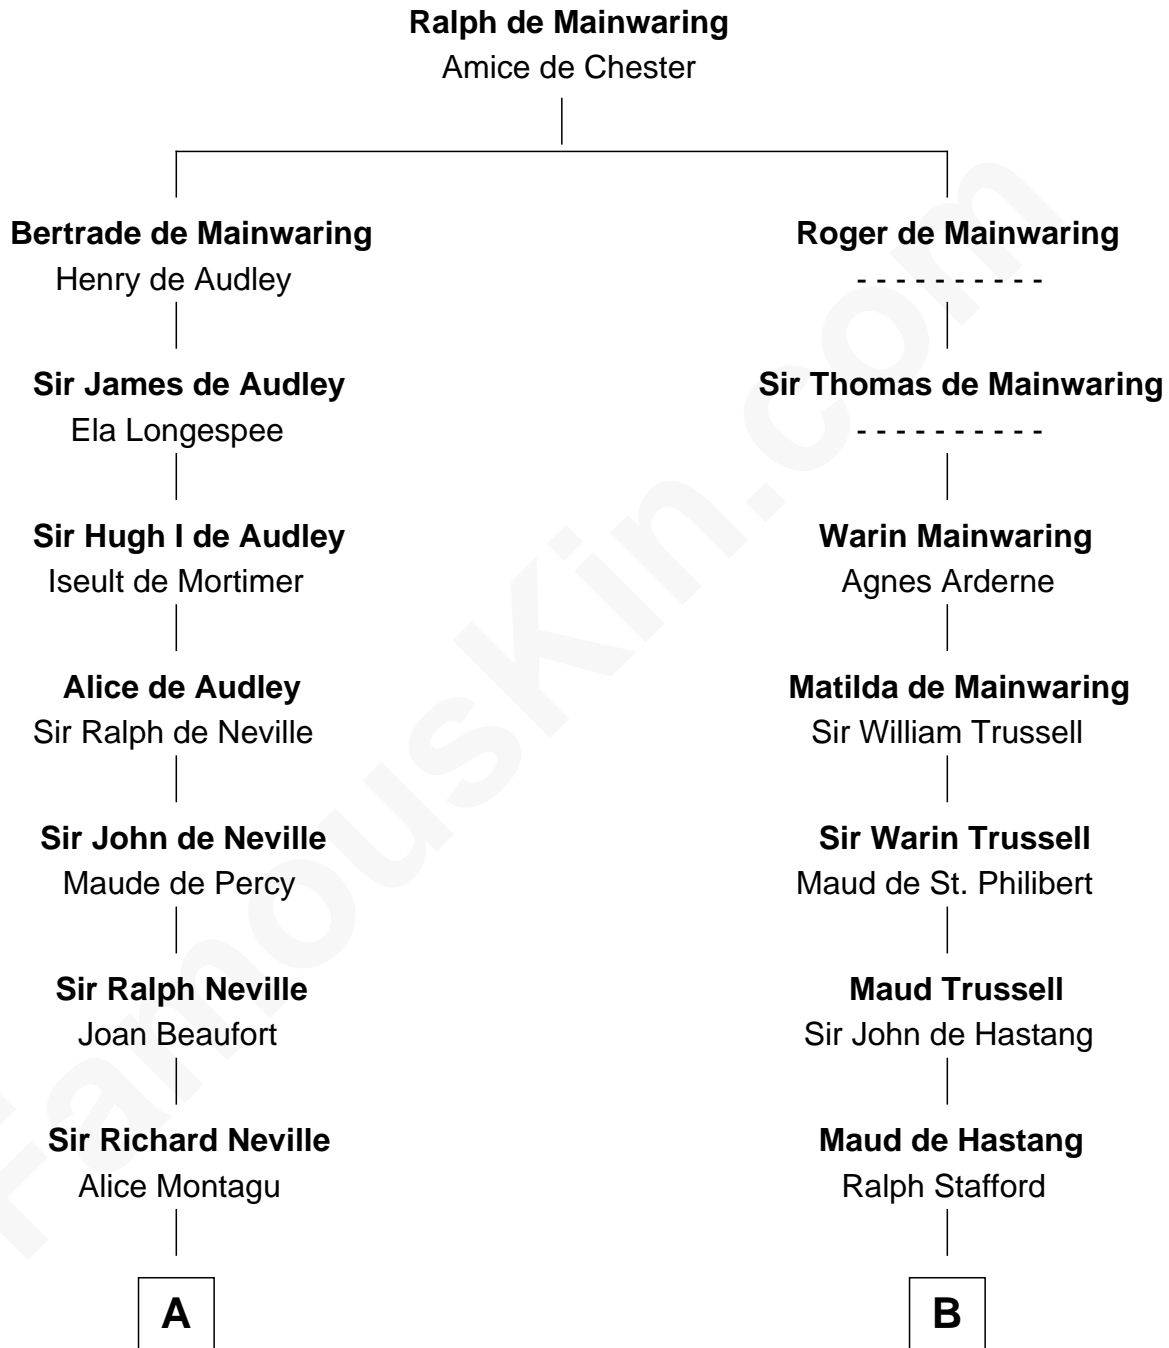 Ralph de Mainwaring
Amice de Chester
Bertrade de Mainwaring
Henry de Audley
Roger de Mainwaring
- - - - - - - - - -
Sir James de Audley
Ela Longespee
Sir Thomas de Mainwaring
- - - - - - - - - -
Sir Hugh I de Audley
Iseult de Mortimer
Warin Mainwaring
Agnes Arderne
Alice de Audley
Sir Ralph de Neville
Matilda de Mainwaring
Sir William Trussell
Sir John de Neville
Maude de Percy
Sir Warin Trussell
Maud de St. Philibert
Sir Ralph Neville
Joan Beaufort
Maud Trussell
Sir John de Hastang
Sir Richard Neville
Alice Montagu
Maud de Hastang
Ralph Stafford
A
B
FamousKin.com